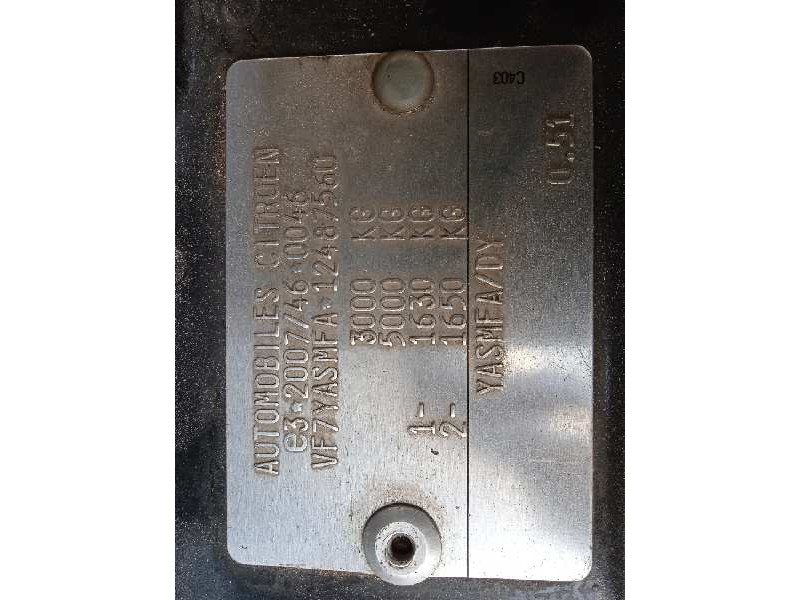 AUTOMOBILES CITROEN
e3*2007/46*0046
VF7YASMFA*12487560
3000 KG
5000 KG
1- 1630 KG
2- 1650 KG
YASMFA/DY
C403
0.51